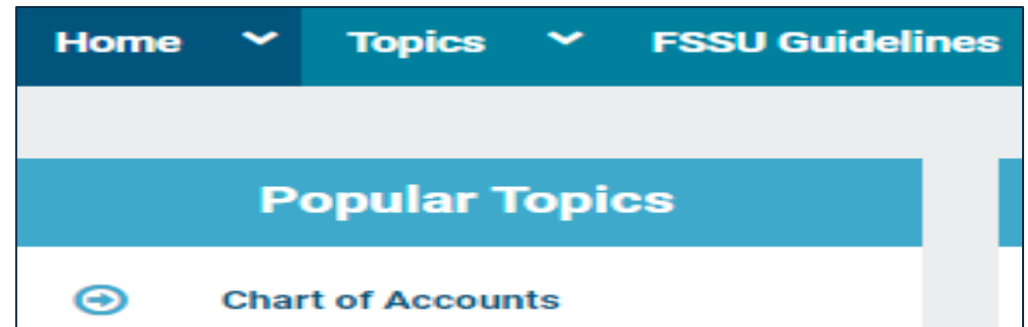 Home Topics FSSU Guidelines
Popular Topics
Chart of Accounts